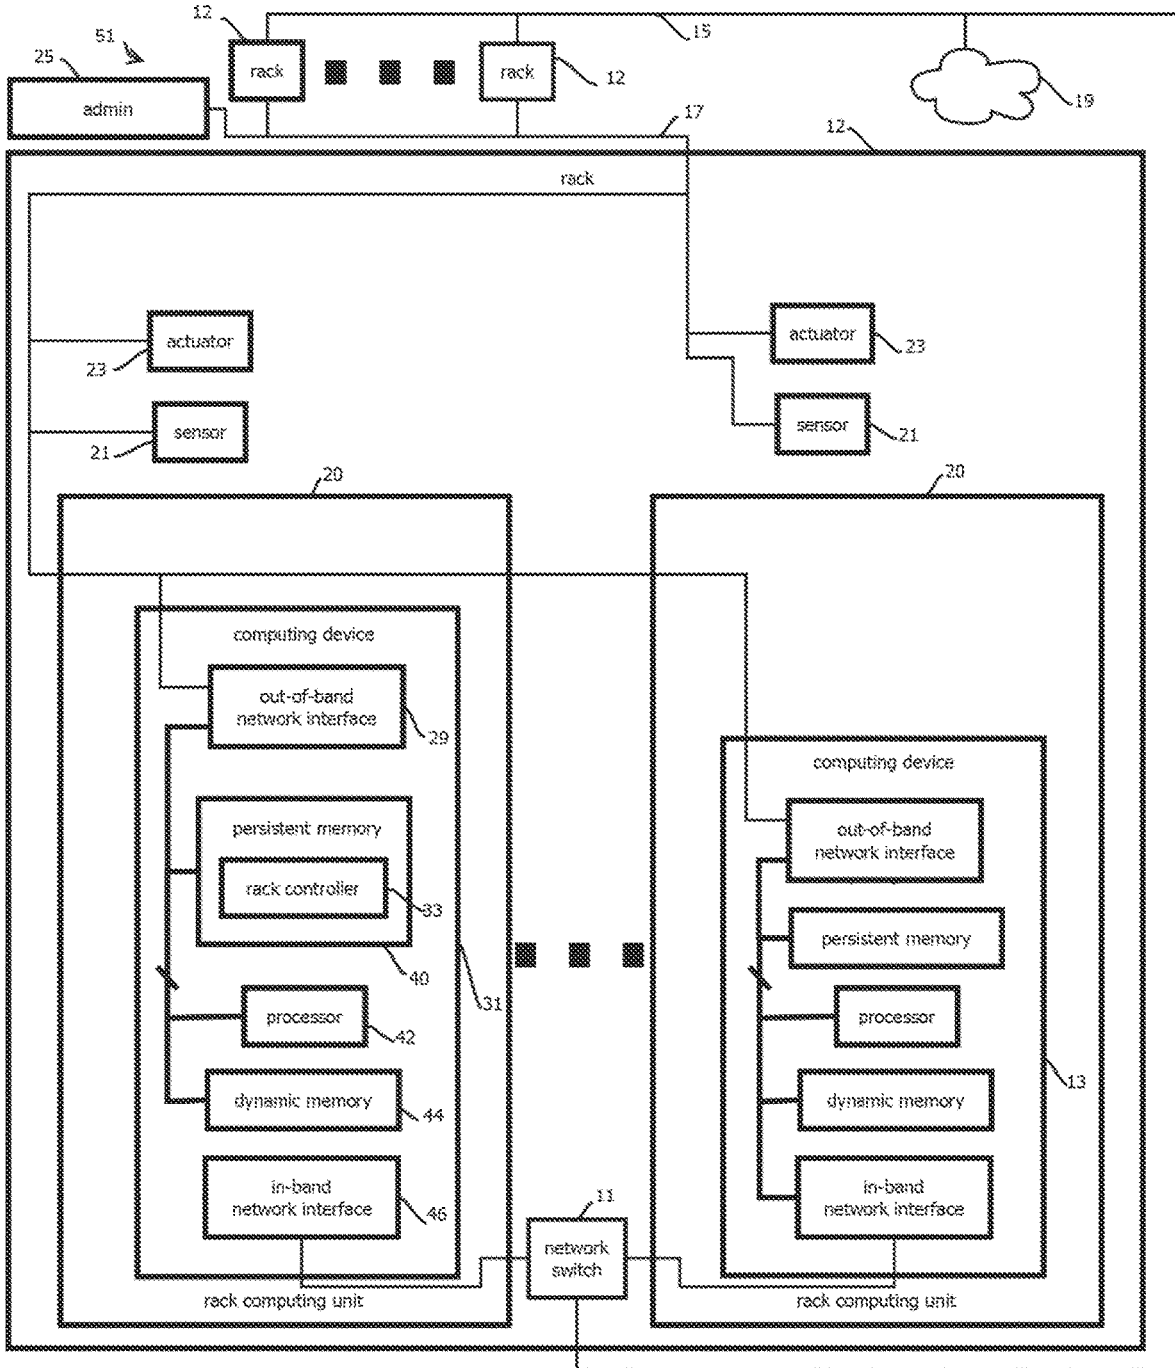 12
15
51
25
rack
rack
12
admin
19
17
12
rack
actuator
23
actuator
23
sensor
21
sensor
21
20
20
computing device
out-of-band
network interface
29
computing device
persistent memory
out-of-band
network interface
rack controller
33
persistent memory
40
31
processor
42
processor
13
dynamic memory
44
dynamic memory
in-band
network interface
46
11
in-band
network interface
network
switch
rack computing unit
rack computing unit